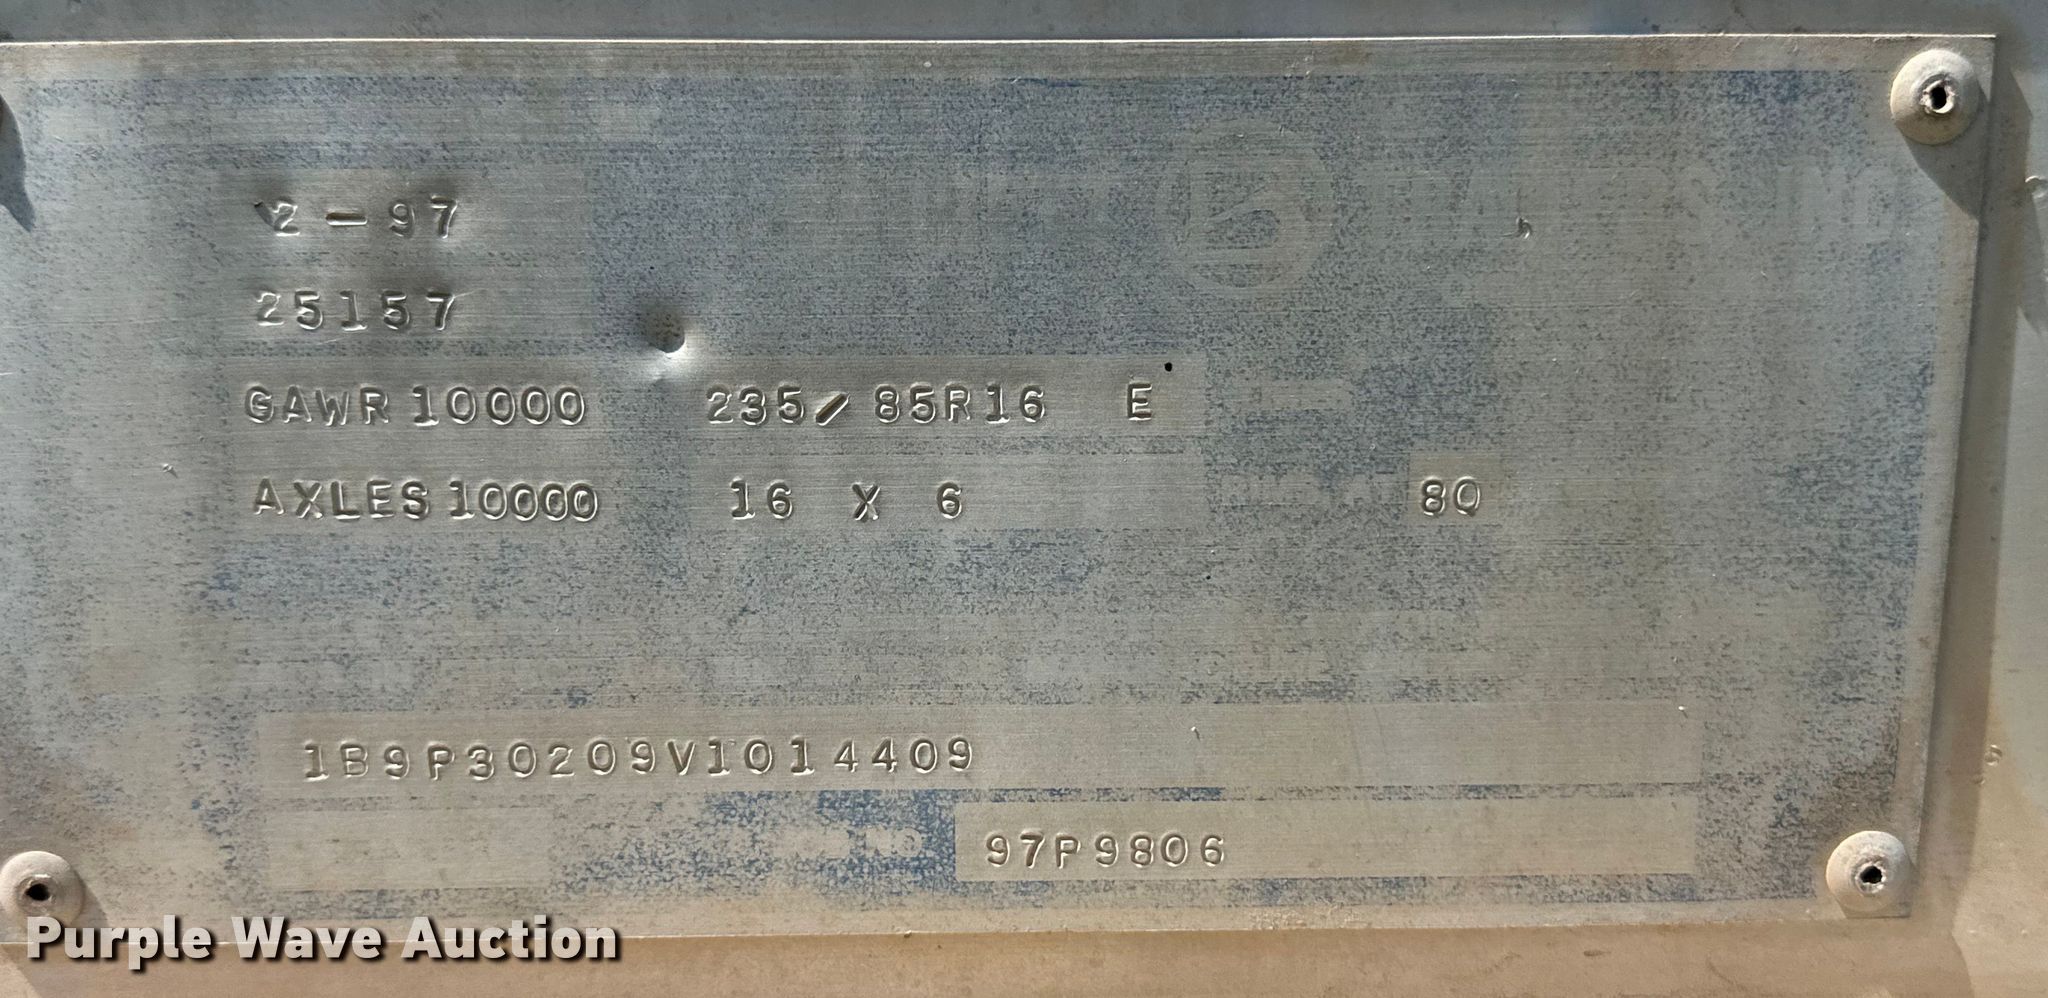 2-97
25157
GAWR 10000 235/85R16 E
AXLES 10000 16 X 6 80
1B9P30209V1014409
97P9806
Purple Wave Auction